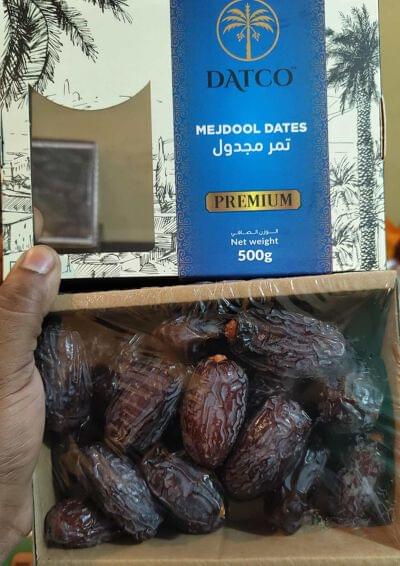 DATCO
MEJDOOL DATES
تمر مجدول
PREMIUM
الوزن الصافي
Net weight
500g